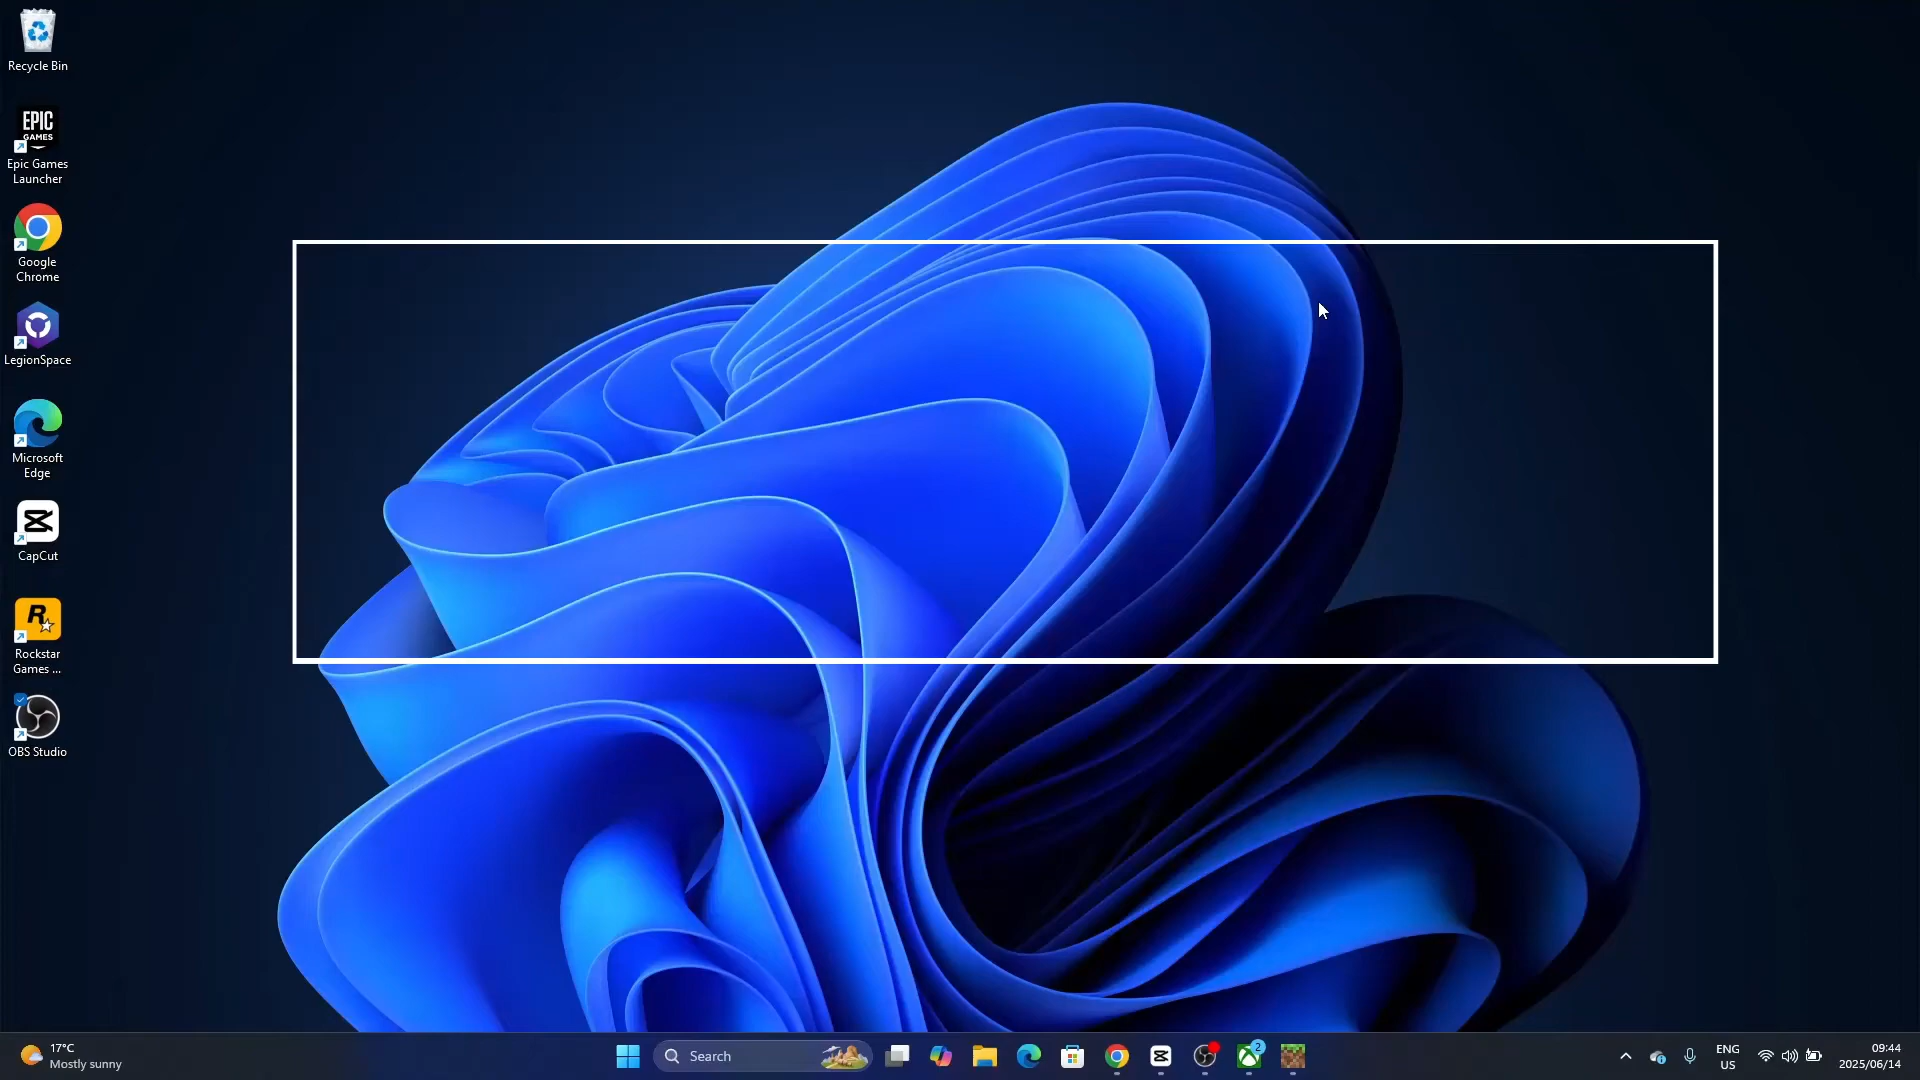 Recycle Bin
EPIC
GAMES
Epic Games
Launcher
Google
Chrome
LegionSpace
Microsoft
Edge
CapCut
R
Rockstar
Games ...
OBS Studio
17°C
Mostly sunny
Search
2
ENG
US
09:44
2025/06/14